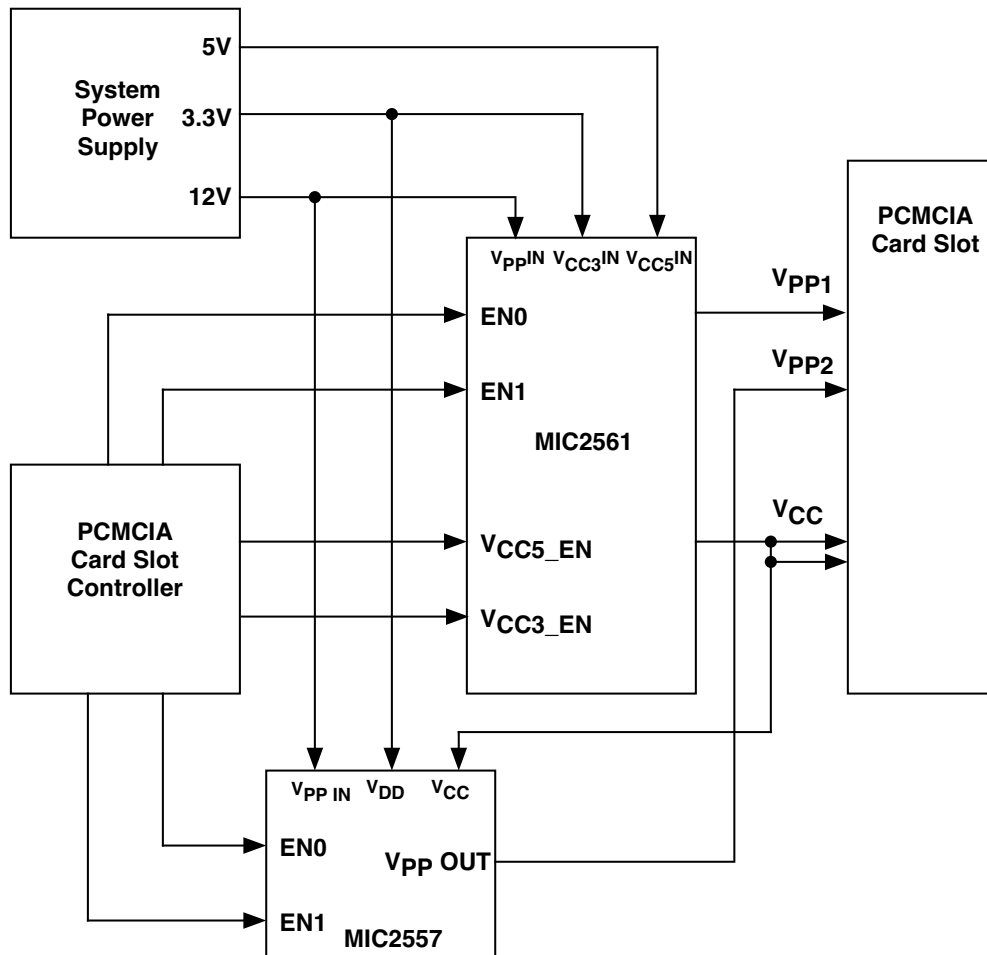 System
Power
Supply
5V
3.3V
12V
PCMCIA
Card Slot
VPPIN VCC3IN VCC5IN
EN0
EN1
MIC2561
VCC5_EN
VCC3_EN
VPP1
VPP2
VCC
PCMCIA
Card Slot
Controller
VPP IN VDD VCC
EN0
VPP OUT
EN1
MIC2557